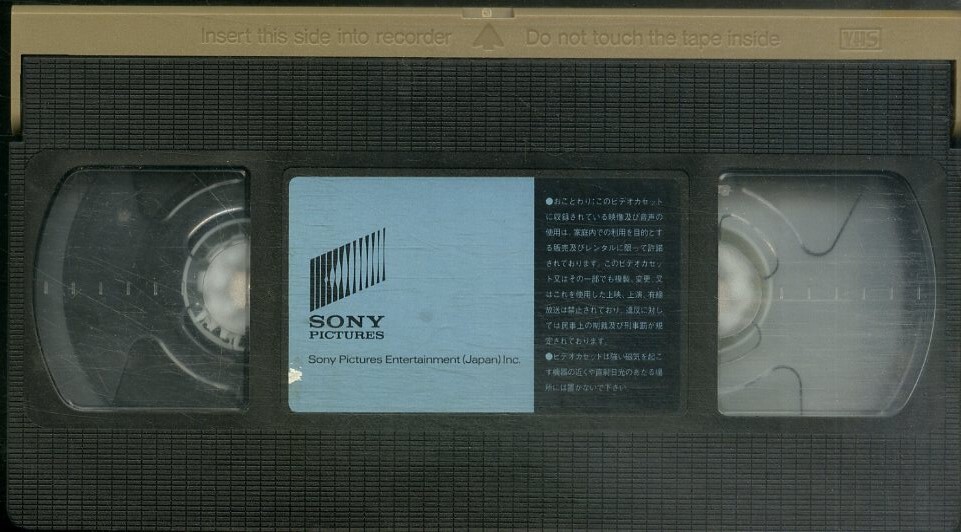 Insert this side into recorder Do not touch the tape inside VHS
SONY
PICTURES
Sony Pictures Entertainment (Japan) Inc.
●おことわり:このビデオカセット
に収録されている映像及び音声の
使用は、家庭内での利用を目的とす
る販売及びレンタルに限って許諾
されております。このビデオカセッ
ト又はその一部でも複製、変更、又
はこれを使用した上映、上演、有線
放送は禁止されており、違反に対し
ては民事上の制裁及び刑事罰が規
定されております。
●ビデオカセットは強い磁気を起こ
す機器の近くや直射日光のあたる場
所には置かないで下さい。